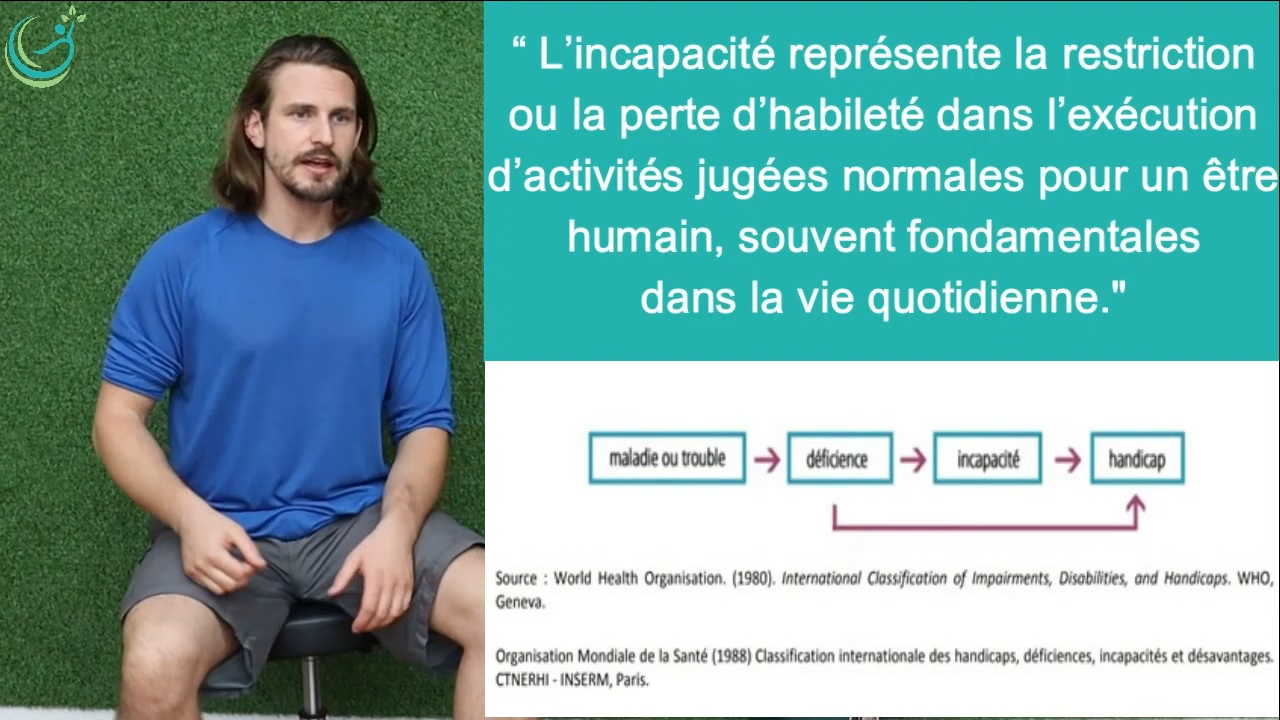 “ L’incapacité représente la restriction
ou la perte d’habileté dans l’exécution
d’activités jugées normales pour un être
humain, souvent fondamentales
dans la vie quotidienne."
maladie ou trouble
déficience
incapacité
handicap
Source : World Health Organisation. (1980). International Classification of Impairments, Disabilities, and Handicaps. WHO,
Geneva.
Organisation Mondiale de la Santé (1988) Classification internationale des handicaps, déficiences, incapacités et désavantages.
CTNERHI - INSERM, Paris.